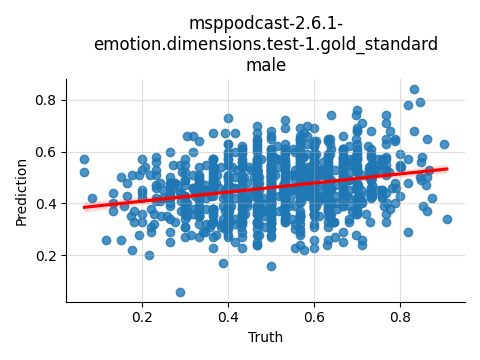 msppodcast-2.6.1-
emotion.dimensions.test-1.gold_standard
male
Prediction
0.8
0.6
0.4
0.2
0.2 0.4 0.6 0.8
Truth